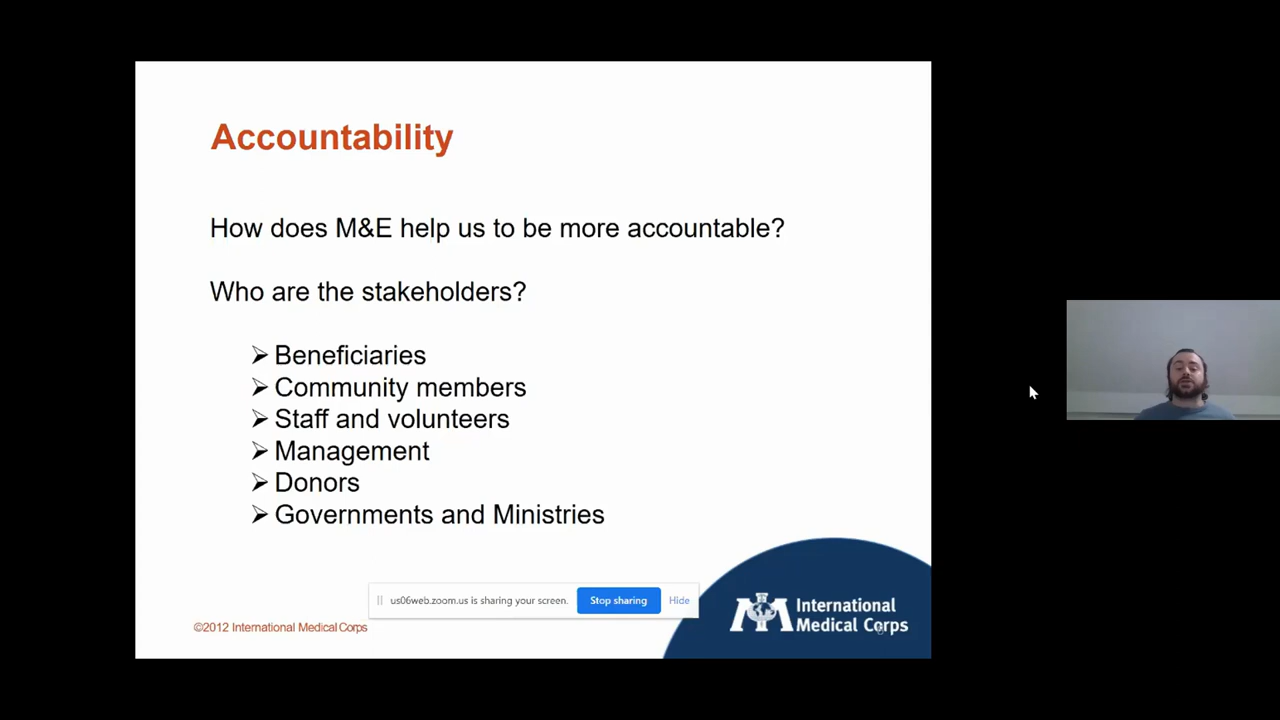 Accountability
How does M&E help us to be more accountable?
Who are the stakeholders?
Beneficiaries
Community members
Staff and volunteers
Management
Donors
Governments and Ministries
us06web.zoom.us is sharing your screen.
Stop sharing
Hide
©2012 International Medical Corps
International
Medical Corps